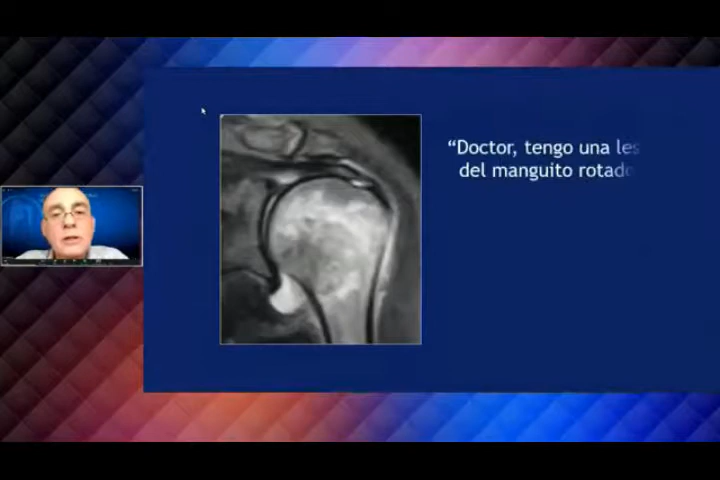 “Doctor, tengo una les
del manguito rotado